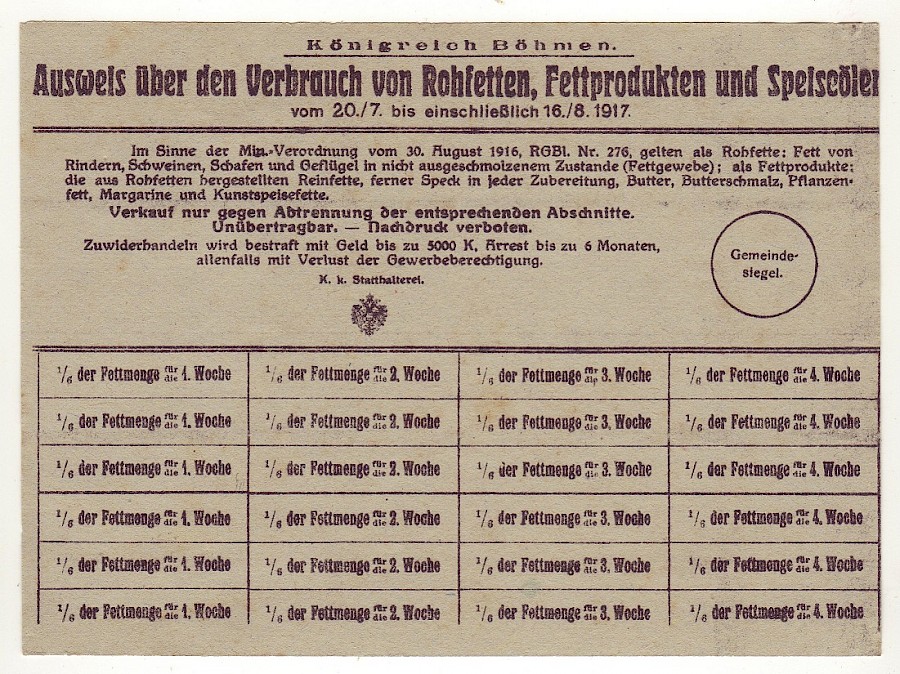 Königreich Böhmen.
Ausweis über den Verbrauch von Rohfetten, Fettprodukten und Speiseölen
vom 20./7. bis einschließlich 16./8. 1917.
Im Sinne der Min.-Verordnung vom 30. August 1916, RGBl. Nr. 276, gelten als Rohfette: Fett von
Rindern, Schweinen, Schafen und Geflügel in nicht ausgeschmolzenem Zustande (Fettgewebe); als Fettprodukte:
die aus Rohfetten hergestellten Reinfette, ferner Speck in jeder Zubereitung, Butter, Butterschmalz, Pflanzen-
fett, Margarine und Kunstspeisefette.
Verkauf nur gegen Abtrennung der entsprechenden Abschnitte.
Unübertragbar. — Nachdruck verboten.
Zuwiderhandeln wird bestraft mit Geld bis zu 5000 K, Arrest bis zu 6 Monaten,
allenfalls mit Verlust der Gewerbeberechtigung.
K. k. Statthalterei.
Gemeinde-
siegel.
1/6 der Fettmenge für die 1. Woche 1/6 der Fettmenge für die 2. Woche 1/6 der Fettmenge für die 3. Woche 1/6 der Fettmenge für die 4. Woche
1/6 der Fettmenge für die 1. Woche 1/6 der Fettmenge für die 2. Woche 1/6 der Fettmenge für die 3. Woche 1/6 der Fettmenge für die 4. Woche
1/6 der Fettmenge für die 1. Woche 1/6 der Fettmenge für die 2. Woche 1/6 der Fettmenge für die 3. Woche 1/6 der Fettmenge für die 4. Woche
1/6 der Fettmenge für die 1. Woche 1/6 der Fettmenge für die 2. Woche 1/6 der Fettmenge für die 3. Woche 1/6 der Fettmenge für die 4. Woche
1/6 der Fettmenge für die 1. Woche 1/6 der Fettmenge für die 2. Woche 1/6 der Fettmenge für die 3. Woche 1/6 der Fettmenge für die 4. Woche
1/6 der Fettmenge für die 1. Woche 1/6 der Fettmenge für die 2. Woche 1/6 der Fettmenge für die 3. Woche 1/6 der Fettmenge für die 4. Woche